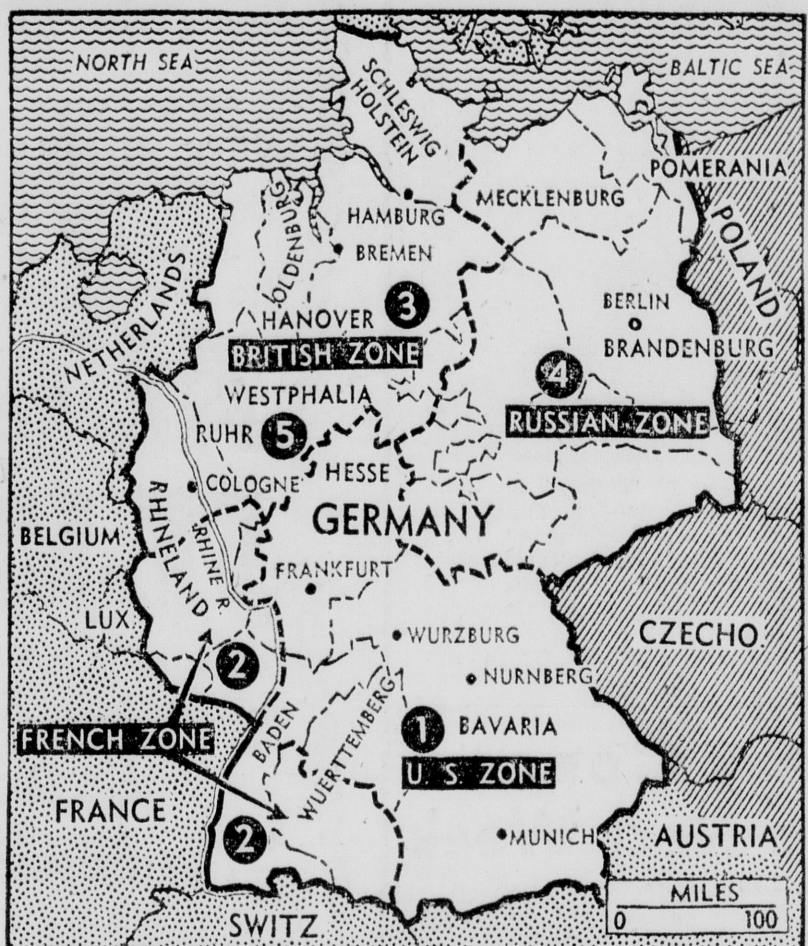 NORTH SEA
BALTIC SEA
SCHLESWIG
HOLSTEIN
POMERANIA
MECKLENBURG
HAMBURG
OLDENBURG
BREMEN
POLAND
NETHERLANDS
HANOVER
3
BRITISH ZONE
BERLIN
BRANDENBURG
4
RUSSIAN ZONE
WESTPHALIA
RUHR
5
HESSE
COLOGNE
GERMANY
RHINELAND
RHINE R.
BELGIUM
FRANKFURT
LUX.
WURZBURG
CZECHO.
2
NURNBERG
FRENCH ZONE
BADEN
WUERTTEMBERG
1
BAVARIA
U. S. ZONE
FRANCE
2
MUNICH
AUSTRIA
SWITZ.
MILES
0
100